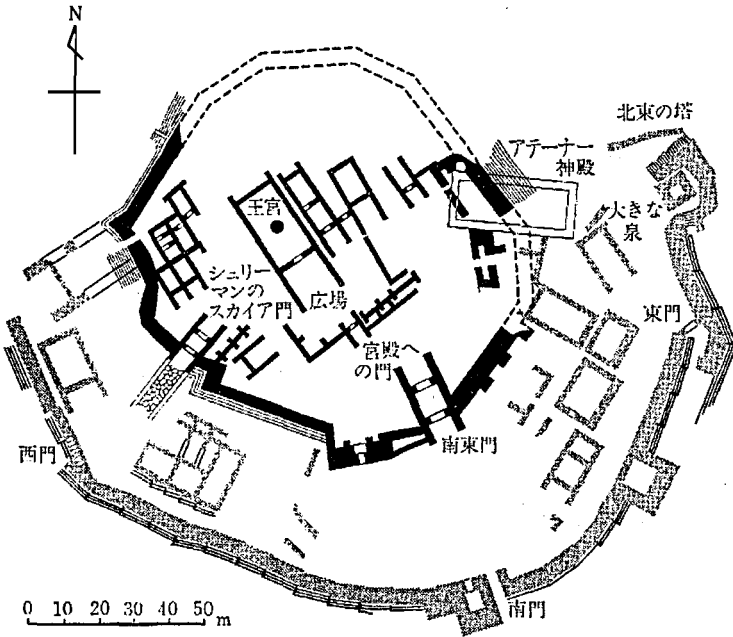 N
北東の塔
アテーナー
神殿
大きな
泉
王宮
シュリー
マンの
スカイア門
広場
東門
宮殿へ
の門
南東門
西門
南門
0 10 20 30 40 50 m